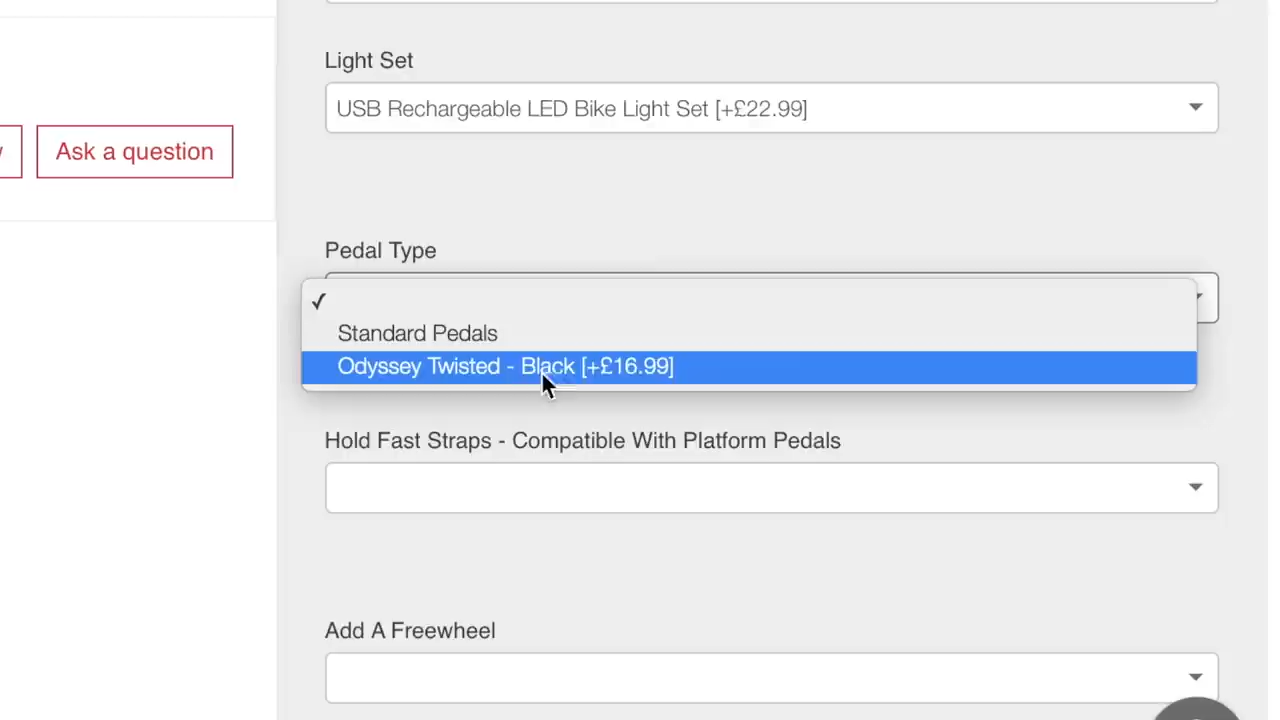 Light Set
USB Rechargeable LED Bike Light Set [+£22.99]
Ask a question
Pedal Type
Standard Pedals
Odyssey Twisted - Black [+£16.99]
Hold Fast Straps - Compatible With Platform Pedals
Add A Freewheel